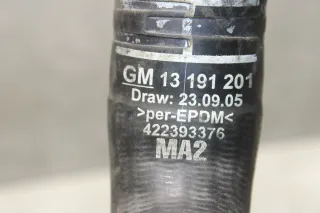 GM 13 191 201
Draw: 23.09.05
>per-EPDM<
422393376
MA2